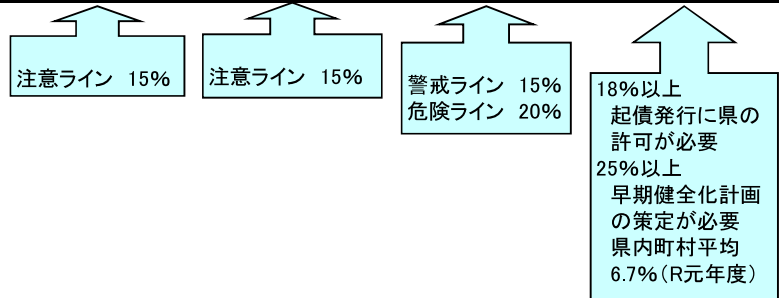 注意ライン 15%
注意ライン 15%
警戒ライン 15%
危険ライン 20%
18%以上
起債発行に県の
許可が必要
25%以上
早期健全化計画
の策定が必要
県内町村平均
6.7%(R元年度)